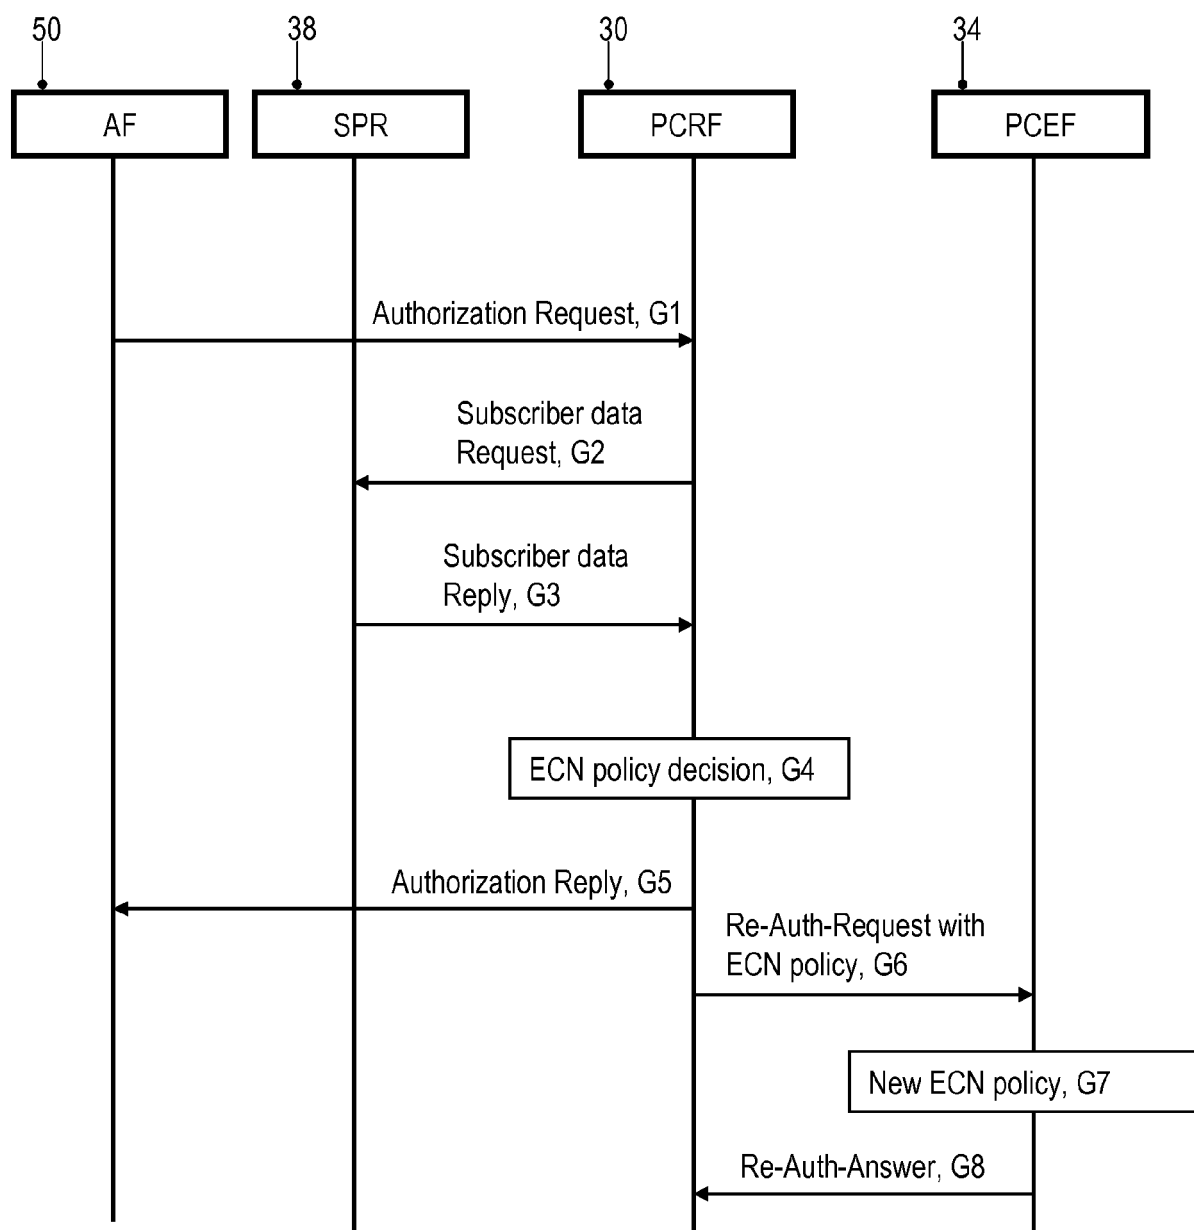 50
38
30
34
AF
SPR
PCRF
PCEF
Authorization Request, G1
Subscriber data
Request, G2
Subscriber data
Reply, G3
ECN policy decision, G4
Authorization Reply, G5
Re-Auth-Request with
ECN policy, G6
New ECN policy, G7
Re-Auth-Answer, G8